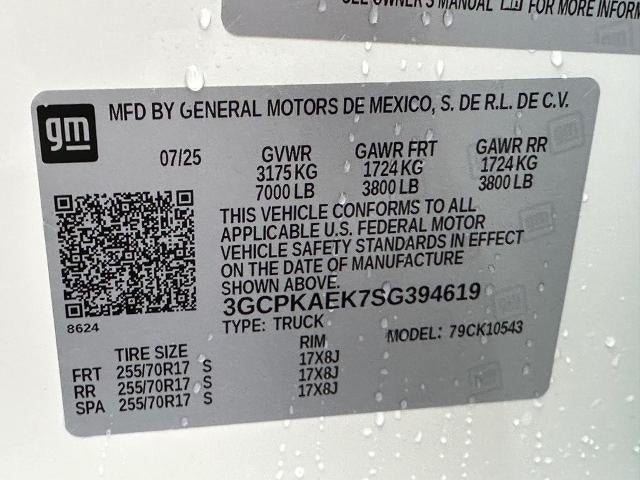 SEE OWNER'S MANUAL FOR MORE
gm
MFD BY GENERAL MOTORS DE MEXICO, S. DE R.L. DE C.V.
07/25 GVWR GAWR FRT GAWR RR
3175 KG 1724 KG 1724 KG
7000 LB 3800 LB 3800 LB
THIS VEHICLE CONFORMS TO ALL
APPLICABLE U.S. FEDERAL MOTOR
VEHICLE SAFETY STANDARDS IN EFFECT
ON THE DATE OF MANUFACTURE
SHOWN ABOVE.
3GCPKAEK7SG394619
8624
TYPE: TRUCK MODEL: 79CK10543
TIRE SIZE RIM
FRT 255/70R17 S 17X8J
RR 255/70R17 S 17X8J
SPA 255/70R17 S 17X8J